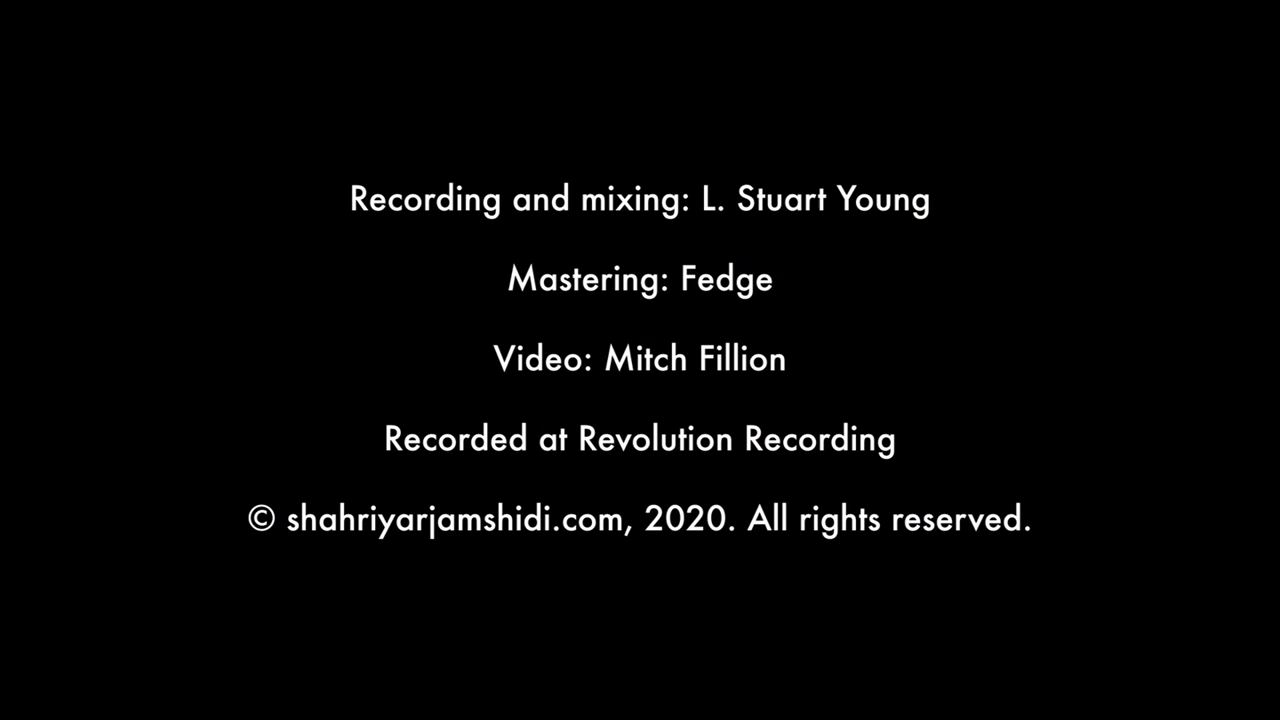 Recording and mixing: L. Stuart Young
Mastering: Fedge
Video: Mitch Fillion
Recorded at Revolution Recording
© shahriyarjamshidi.com, 2020. All rights reserved.